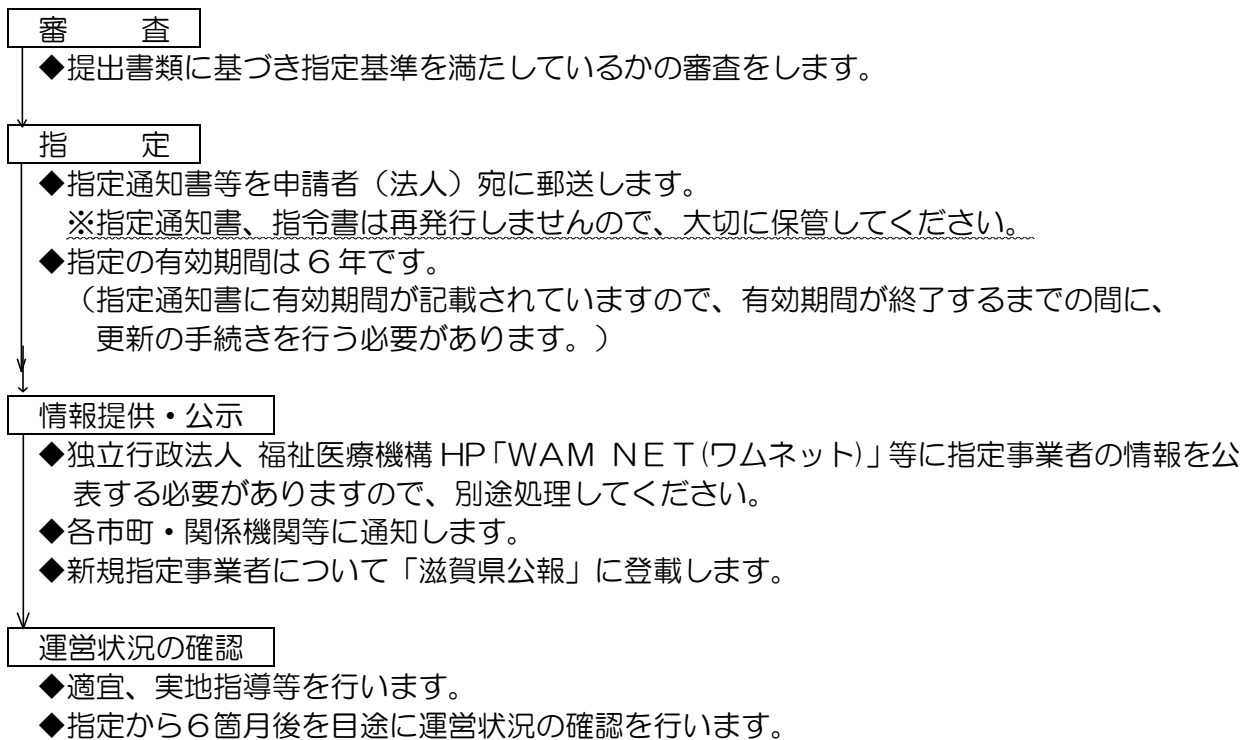 審　　査
◆提出書類に基づき指定基準を満たしているかの審査をします。
指　　定
◆指定通知書等を申請者（法人）宛に郵送します。
※指定通知書、指令書は再発行しませんので、大切に保管してください。
◆指定の有効期間は６年です。
（指定通知書に有効期間が記載されていますので、有効期間が終了するまでの間に、
更新の手続きを行う必要があります。）
情報提供・公示
◆独立行政法人 福祉医療機構 HP「WAM ＮＥＴ(ワムネット)」等に指定事業者の情報を公
表する必要がありますので、別途処理してください。
◆各市町・関係機関等に通知します。
◆新規指定事業者について「滋賀県公報」に登載します。
運営状況の確認
◆適宜、実地指導等を行います。
◆指定から６箇月後を目途に運営状況の確認を行います。